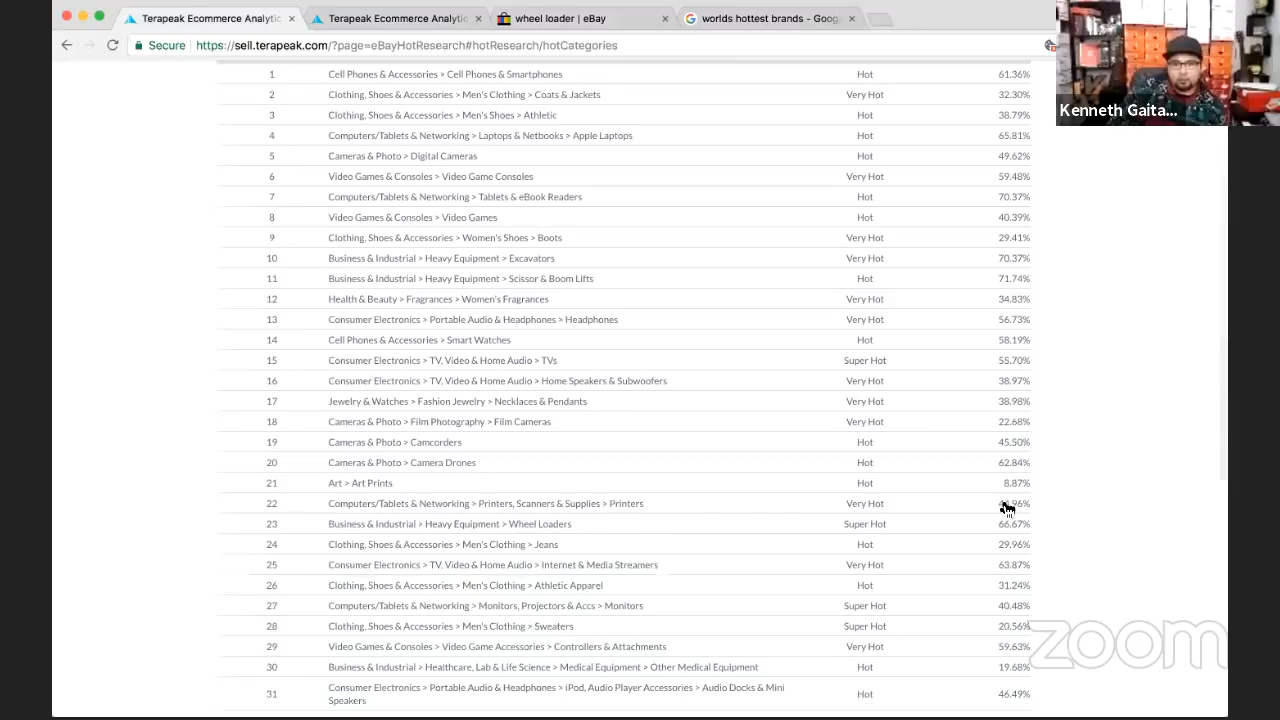 Terapeak Ecommerce Analytic
Terapeak Ecommerce Analytic
wheel loader | eBay
worlds hottest brands - Goog
Secure
https://sell.terapeak.com/?page=eBayHotResearch#hotResearch/hotCategories
Kenneth Gaita...
1 Cell Phones & Accessories > Cell Phones & Smartphones Hot 61.36%
2 Clothing, Shoes & Accessories > Men's Clothing > Coats & Jackets Very Hot 32.30%
3 Clothing, Shoes & Accessories > Men's Shoes > Athletic Hot 38.79%
4 Computers/Tablets & Networking > Laptops & Netbooks > Apple Laptops Hot 65.81%
5 Cameras & Photo > Digital Cameras Hot 49.62%
6 Video Games & Consoles > Video Game Consoles Very Hot 59.48%
7 Computers/Tablets & Networking > Tablets & eBook Readers Hot 70.37%
8 Video Games & Consoles > Video Games Hot 40.39%
9 Clothing, Shoes & Accessories > Women's Shoes > Boots Very Hot 29.41%
10 Business & Industrial > Heavy Equipment > Excavators Very Hot 70.37%
11 Business & Industrial > Heavy Equipment > Scissor & Boom Lifts Hot 71.74%
12 Health & Beauty > Fragrances > Women's Fragrances Very Hot 34.83%
13 Consumer Electronics > Portable Audio & Headphones > Headphones Very Hot 56.73%
14 Cell Phones & Accessories > Smart Watches Hot 58.19%
15 Consumer Electronics > TV, Video & Home Audio > TVs Super Hot 55.70%
16 Consumer Electronics > TV, Video & Home Audio > Home Speakers & Subwoofers Very Hot 38.97%
17 Jewelry & Watches > Fashion Jewelry > Necklaces & Pendants Very Hot 38.98%
18 Cameras & Photo > Film Photography > Film Cameras Very Hot 22.68%
19 Cameras & Photo > Camcorders Hot 45.50%
20 Cameras & Photo > Camera Drones Hot 62.84%
21 Art > Art Prints Hot 8.87%
22 Computers/Tablets & Networking > Printers, Scanners & Supplies > Printers Very Hot
23 Business & Industrial > Heavy Equipment > Wheel Loaders Super Hot 66.67%
24 Clothing, Shoes & Accessories > Men's Clothing > Jeans Hot 29.96%
25 Consumer Electronics > TV, Video & Home Audio > Internet & Media Streamers Very Hot 63.87%
26 Clothing, Shoes & Accessories > Men's Clothing > Athletic Apparel Hot 31.24%
27 Computers/Tablets & Networking > Monitors, Projectors & Accs > Monitors Super Hot 40.48%
28 Clothing, Shoes & Accessories > Men's Clothing > Sweaters Super Hot 20.56%
29 Video Games & Consoles > Video Game Accessories > Controllers & Attachments Very Hot 59.63%
30 Business & Industrial > Healthcare, Lab & Life Science > Medical Equipment > Other Medical Equipment Hot 19.68%
31 Consumer Electronics > Portable Audio & Headphones > iPod, Audio Player Accessories > Audio Docks & Mini Hot 46.49%
Speakers
zoom